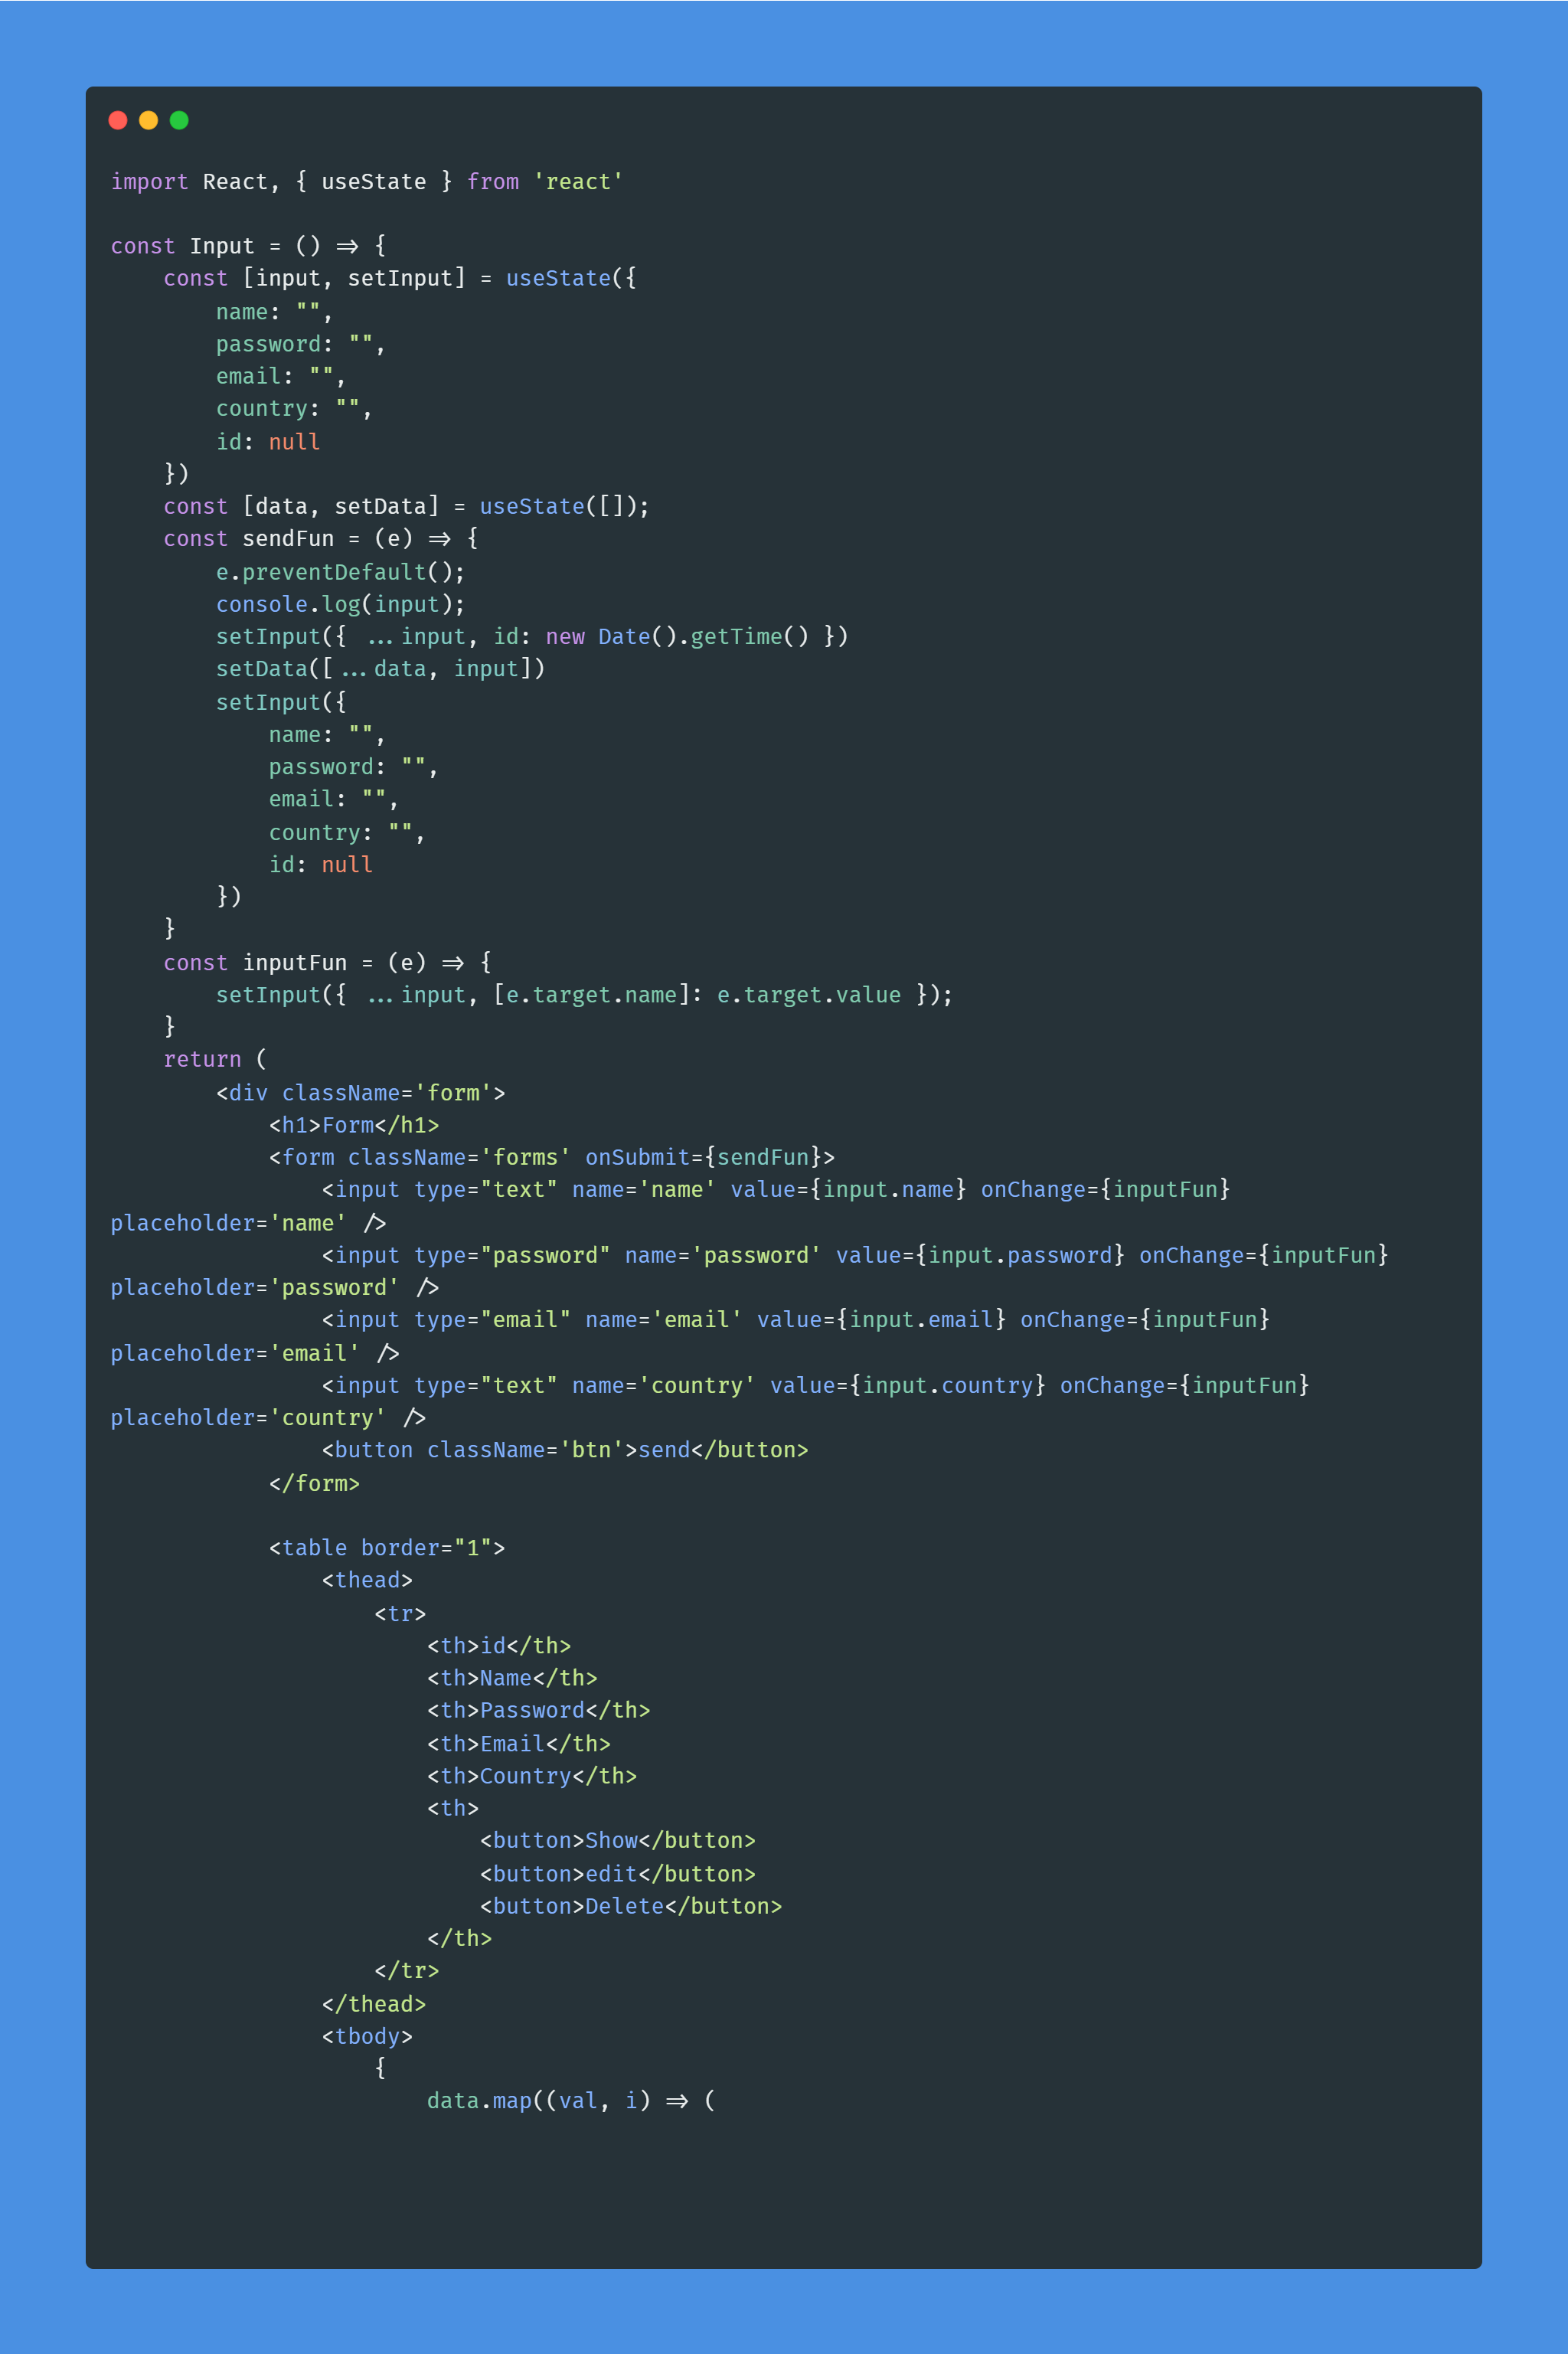 import React, { useState } from 'react'

const Input = () => {
    const [input, setInput] = useState({
        name: "",
        password: "",
        email: "",
        country: "",
        id: null
    })
    const [data, setData] = useState([]);
    const sendFun = (e) => {
        e.preventDefault();
        console.log(input);
        setInput({ ...input, id: new Date().getTime() })
        setData([...data, input])
        setInput({
            name: "",
            password: "",
            email: "",
            country: "",
            id: null
        })
    }
    const inputFun = (e) => {
        setInput({ ...input, [e.target.name]: e.target.value });
    }
    return (
        <div className='form'>
            <h1>Form</h1>
            <form className='forms' onSubmit={sendFun}>
                <input type="text" name='name' value={input.name} onChange={inputFun}
placeholder='name' />
                <input type="password" name='password' value={input.password} onChange={inputFun}
placeholder='password' />
                <input type="email" name='email' value={input.email} onChange={inputFun}
placeholder='email' />
                <input type="text" name='country' value={input.country} onChange={inputFun}
placeholder='country' />
                <button className='btn'>send</button>
            </form>

            <table border="1">
                <thead>
                    <tr>
                        <th>id</th>
                        <th>Name</th>
                        <th>Password</th>
                        <th>Email</th>
                        <th>Country</th>
                        <th>
                            <button>Show</button>
                            <button>edit</button>
                            <button>Delete</button>
                        </th>
                    </tr>
                </thead>
                <tbody>
                    {
                        data.map((val, i) => (